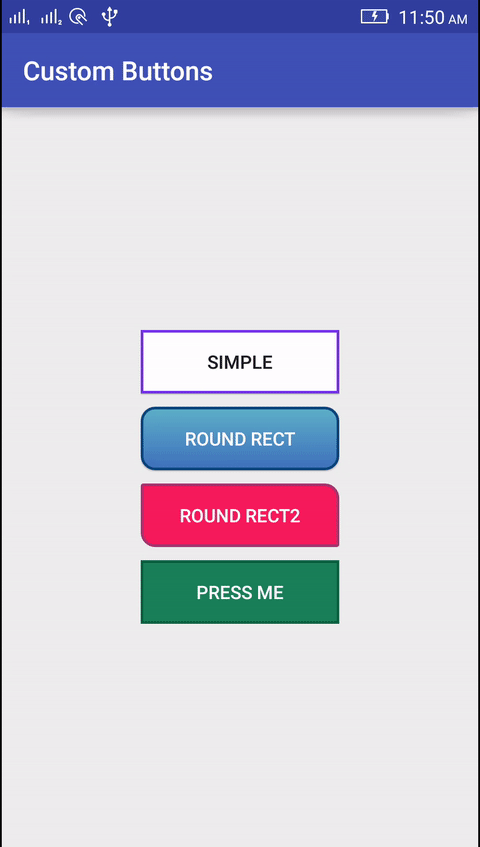 11:50 AM
Custom Buttons
SIMPLE
ROUND RECT
ROUND RECT2
PRESS ME